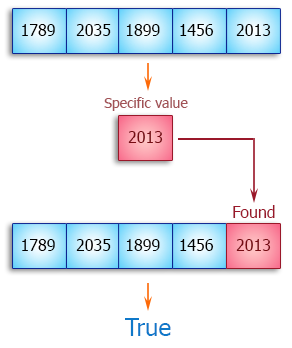 1789 2035 1899 1456 2013
Specific value
2013
Found
1789 2035 1899 1456 2013
True